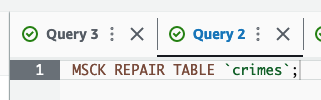 Query 3
Query 2
1 MSCK REPAIR TABLE `crimes`;